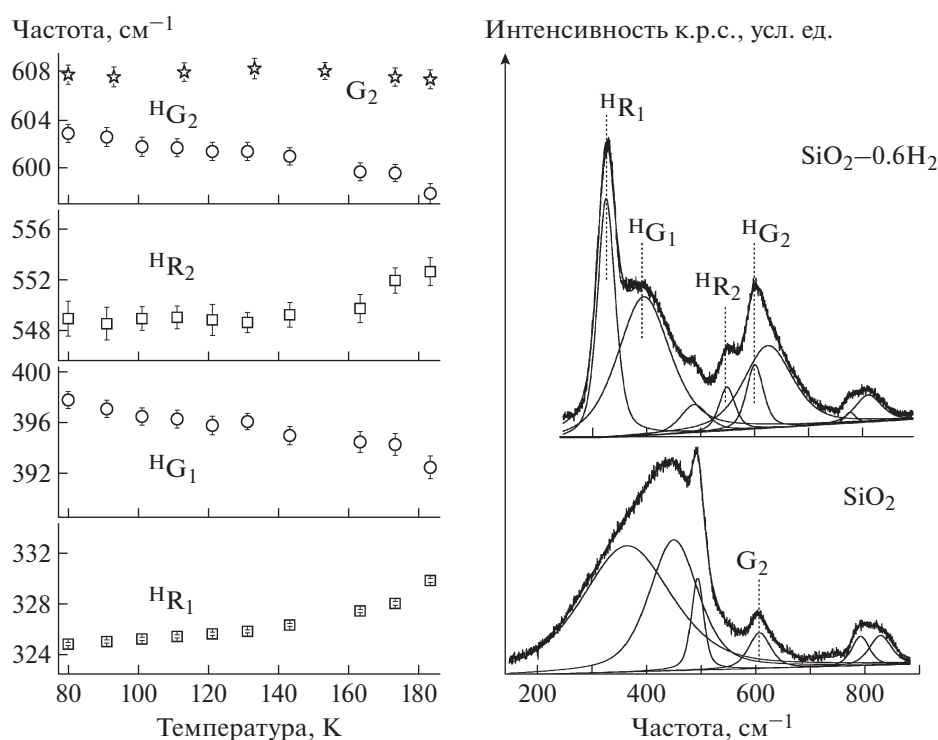 Частота, см⁻¹
608
604
600
G₂
ᴴG₂
556
552
548
ᴴR₂
400
396
392
ᴴG₁
332
328
324
ᴴR₁
80 100 120 140 160 180
Температура, K
Интенсивность к.р.с., усл. ед.
ᴴR₁
SiO₂−0.6H₂
ᴴG₁
ᴴG₂
ᴴR₂
SiO₂
G₂
200 400 600 800
Частота, см⁻¹